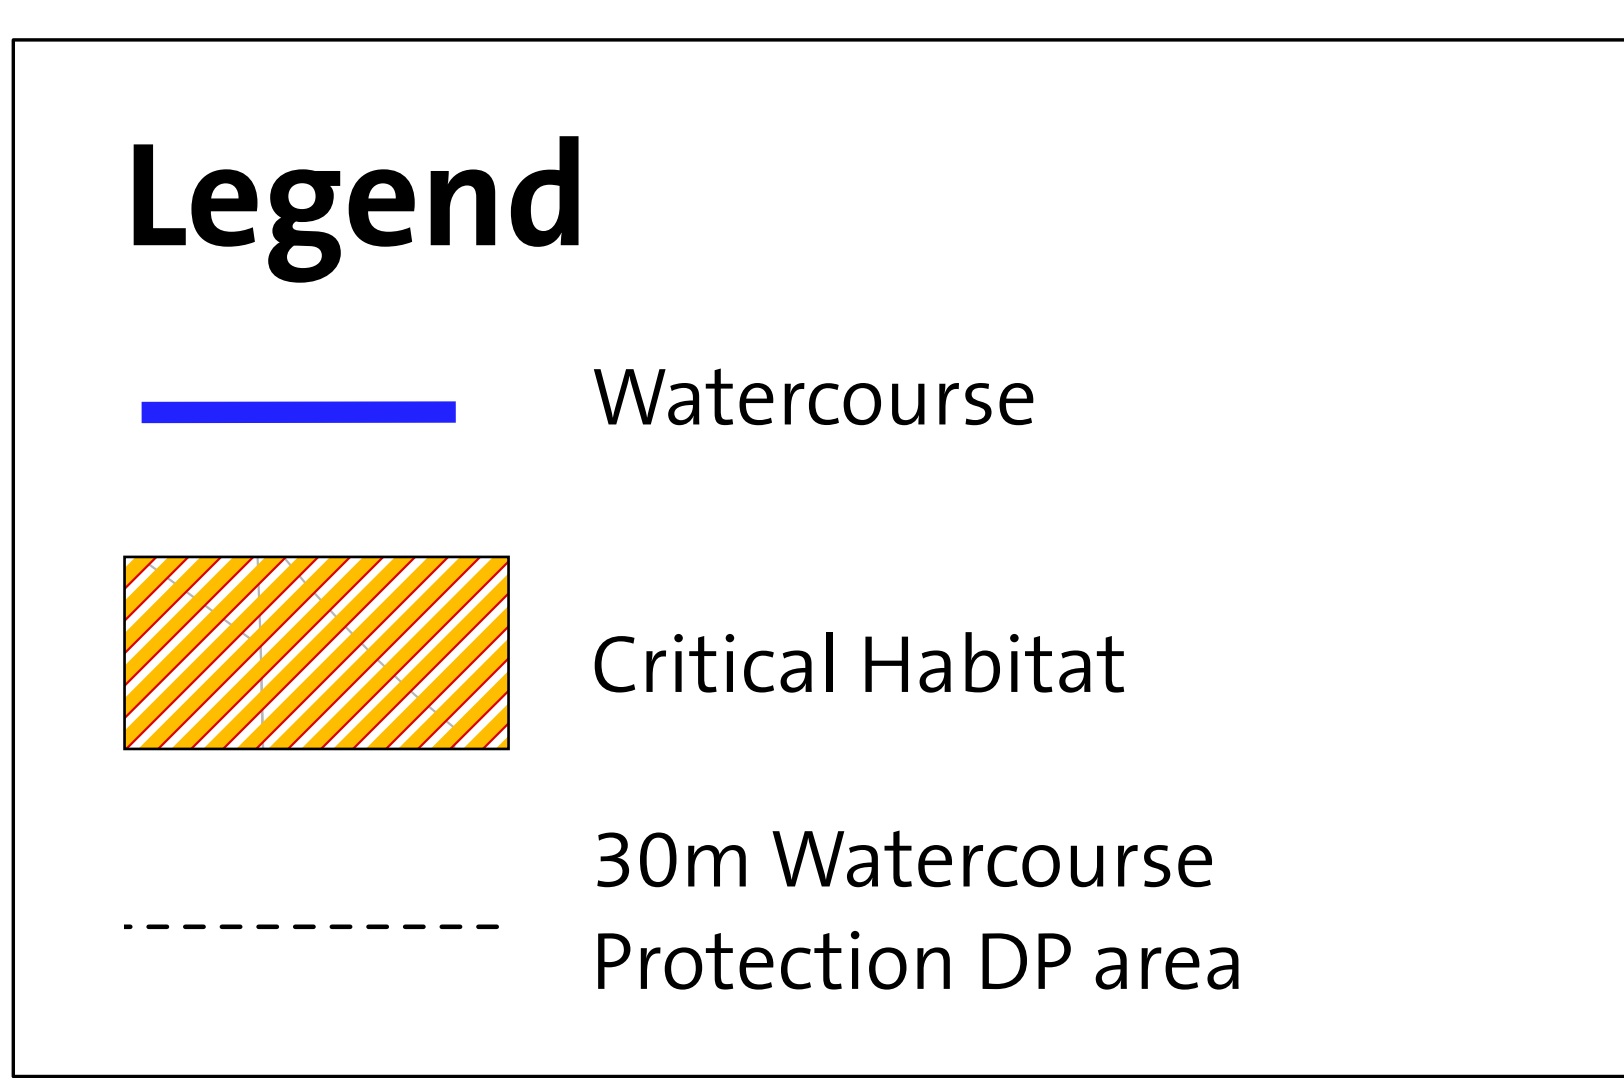 Legend
Watercourse
Critical Habitat
30m Watercourse
Protection DP area